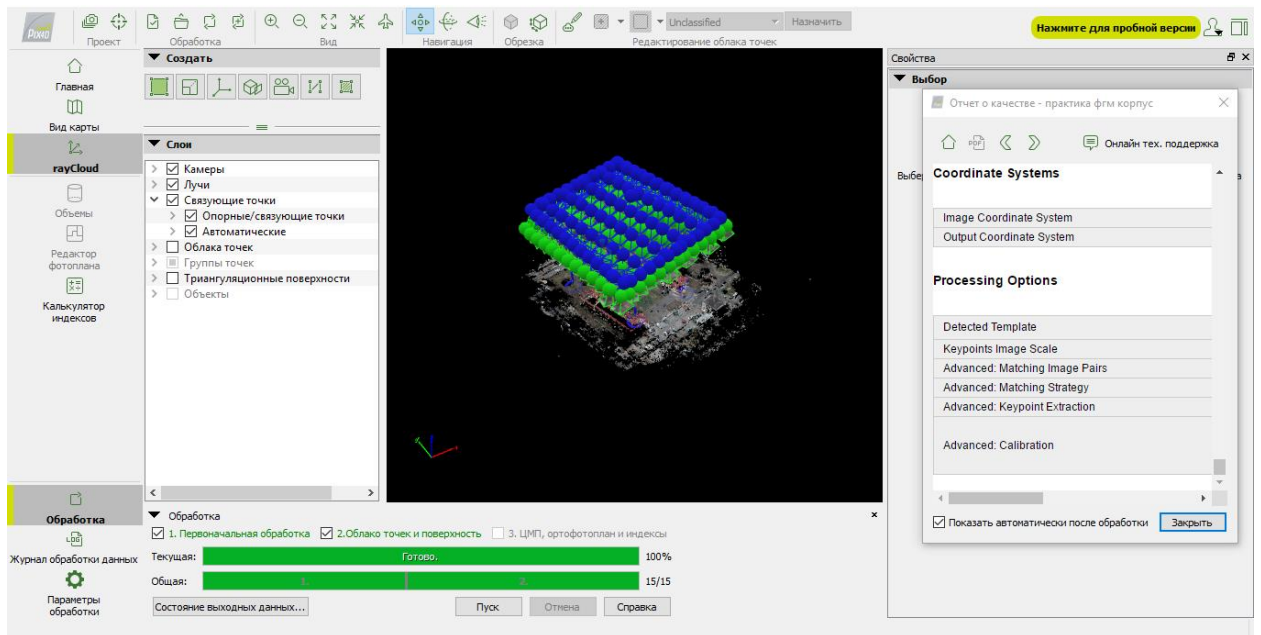 PIX4D
Проект
Обработка
Вид
Навигация
Обрезка
Unclassified
Назначить
Редактирование облака точек
Нажмите для пробной версии
Главная
Вид карты
rayCloud
Объемы
Редактор
фотоплана
Калькулятор
индексов
Создать
Слои
Камеры
Лучи
Связующие точки
Опорные/связующие точки
Автоматические
Облака точек
Группы точек
Триангуляционные поверхности
Объекты
Свойства
Выбор
Выбе
Отчет о качестве - практика фгм корпус
PDF
Онлайн тех. поддержка
Coordinate Systems
Image Coordinate System
Output Coordinate System
Processing Options
Detected Template
Keypoints Image Scale
Advanced: Matching Image Pairs
Advanced: Matching Strategy
Advanced: Keypoint Extraction
Advanced: Calibration
Показать автоматически после обработки
Закрыть
Обработка
LOG
Журнал обработки данных
Параметры
обработки
Обработка
1. Первоначальная обработка 2.Облако точек и поверхность 3. ЦМП, ортофотоплан и индексы
Текущая: Готово. 100%
Общая: 1. 2. 15/15
Состояние выходных данных... Пуск Отмена Справка